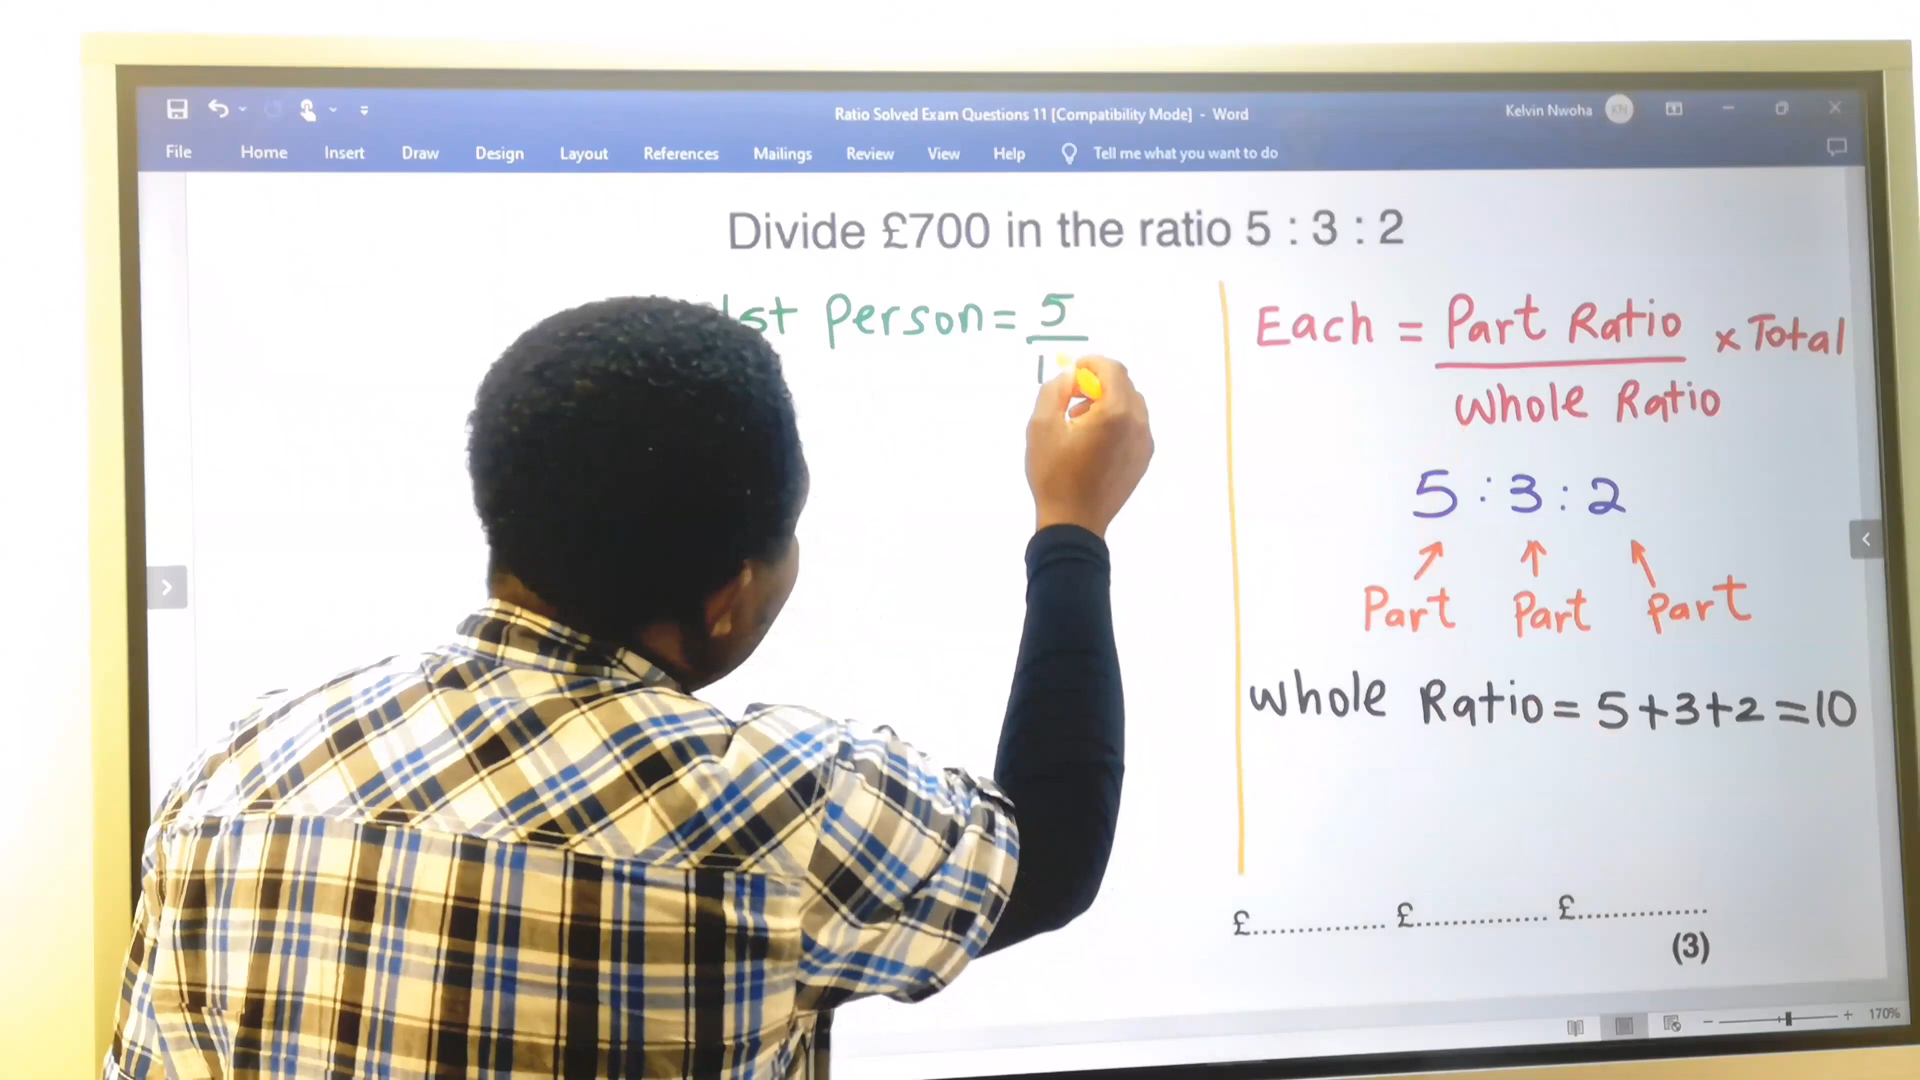 Ratio Solved Exam Questions 11 [Compatibility Mode] - Word
Kelvin Nwoha
KN
File Home Insert Draw Design Layout References Mailings Review View Help Tell me what you want to do
Divide £700 in the ratio 5 : 3 : 2
1st Person = 5
1
Each = Part Ratio × Total
Whole Ratio
5 : 3 : 2
Part Part Part
Whole Ratio = 5+3+2 = 10
£.............. £.............. £..............
(3)
170%